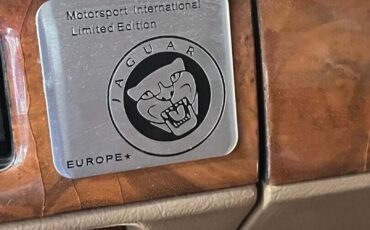 Motorsport International
Limited Edition
JAGUAR
EUROPE★